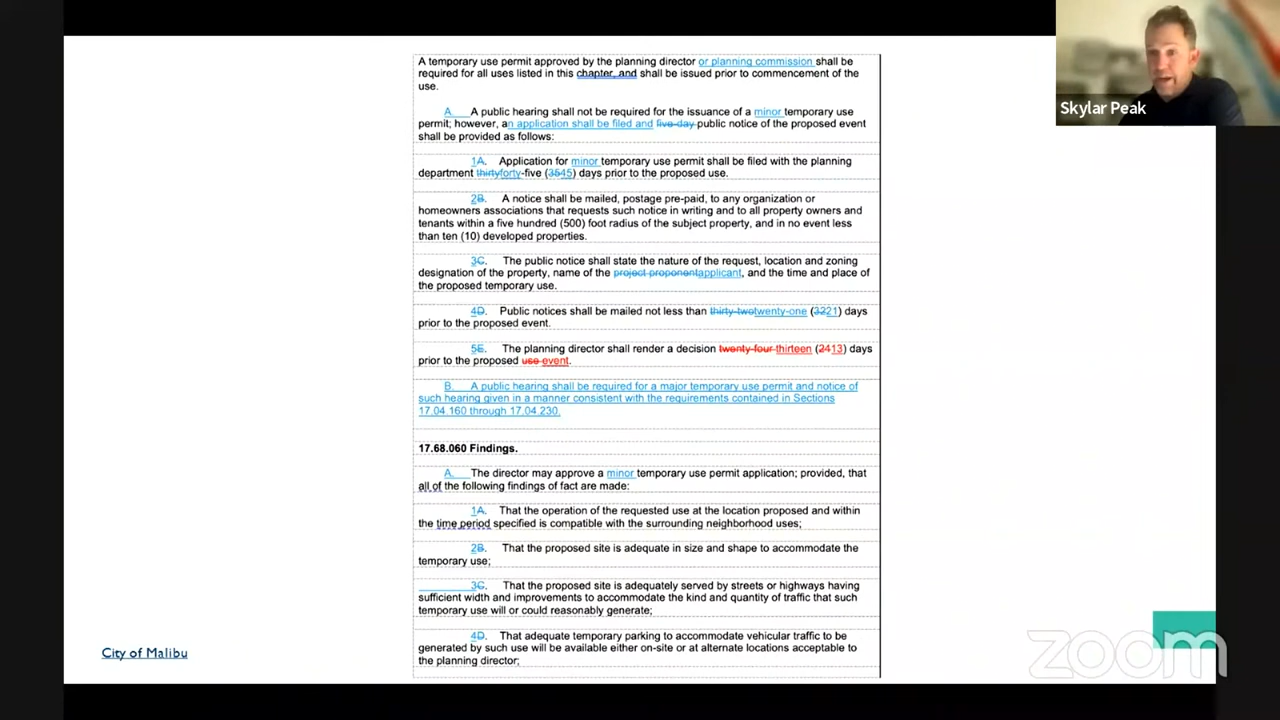 A temporary use permit approved by the planning director or planning commission shall be
required for all uses listed in this chapter, and shall be issued prior to commencement of the
use.
A. A public hearing shall not be required for the issuance of a minor temporary use
permit; however, an application shall be filed and five-day public notice of the proposed event
shall be provided as follows:
1A. Application for minor temporary use permit shall be filed with the planning
department thirtyforty-five (3545) days prior to the proposed use.
2B. A notice shall be mailed, postage pre-paid, to any organization or
homeowners associations that requests such notice in writing and to all property owners and
tenants within a five hundred (500) foot radius of the subject property, and in no event less
than ten (10) developed properties.
3C. The public notice shall state the nature of the request, location and zoning
designation of the property, name of the project proponentapplicant, and the time and place of
the proposed temporary use.
4D. Public notices shall be mailed not less than thirty-twotwenty-one (3221) days
prior to the proposed event.
5E. The planning director shall render a decision twenty-four thirteen (2413) days
prior to the proposed use event.
B. A public hearing shall be required for a major temporary use permit and notice of
such hearing given in a manner consistent with the requirements contained in Sections
17.04.160 through 17.04.230.
17.68.060 Findings.
A. The director may approve a minor temporary use permit application; provided, that
all of the following findings of fact are made:
1A. That the operation of the requested use at the location proposed and within
the time period specified is compatible with the surrounding neighborhood uses;
2B. That the proposed site is adequate in size and shape to accommodate the
temporary use;
3C. That the proposed site is adequately served by streets or highways having
sufficient width and improvements to accommodate the kind and quantity of traffic that such
temporary use will or could reasonably generate;
4D. That adequate temporary parking to accommodate vehicular traffic to be
generated by such use will be available either on-site or at alternate locations acceptable to
the planning director;
Skylar Peak
City of Malibu
zoom